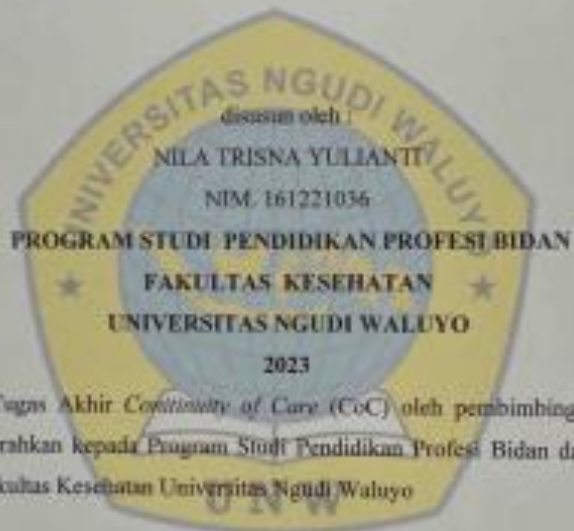 UNIVERSITAS NGUDI WALUYO
disusun oleh :
NILA TRISNA YULIANTI
NIM. 161221036
PROGRAM STUDI PENDIDIKAN PROFESI BIDAN
FAKULTAS KESEHATAN
UNIVERSITAS NGUDI WALUYO
2023
Tugas Akhir Continuity of Care (CoC) oleh pembimbing
rahkan kepada Program Studi Pendidikan Profesi Bidan da
kultas Kesehatan Universitas Ngudi Waluyo
UNW